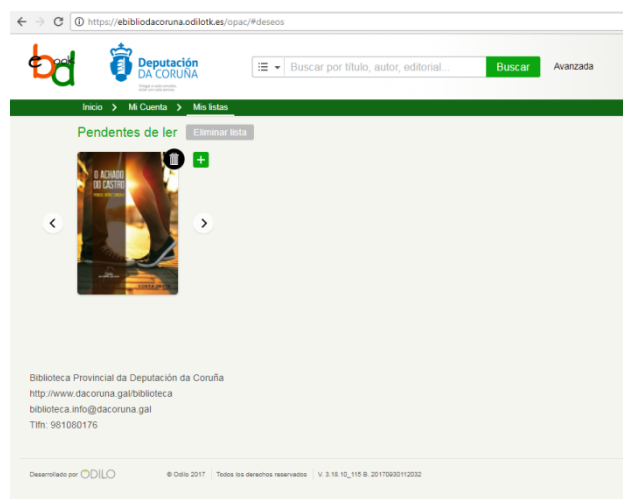 https://ebibliodacoruna.odilotk.es/opac/#deseos
ebook
Deputación
DA CORUÑA
Buscar por título, autor, editorial...
Buscar
Avanzada
Inicio > Mi Cuenta > Mis listas
Pendentes de ler
Eliminar lista
O ACHADO
DO CASTRO
Biblioteca Provincial da Deputación da Coruña
http://www.dacoruna.gal/biblioteca
biblioteca.info@dacoruna.gal
Tlfn: 981080176
Desarrollado por ODILO
© Odilo 2017
Todos los derechos reservados
V. 3.18.10_115 B. 20170930112032